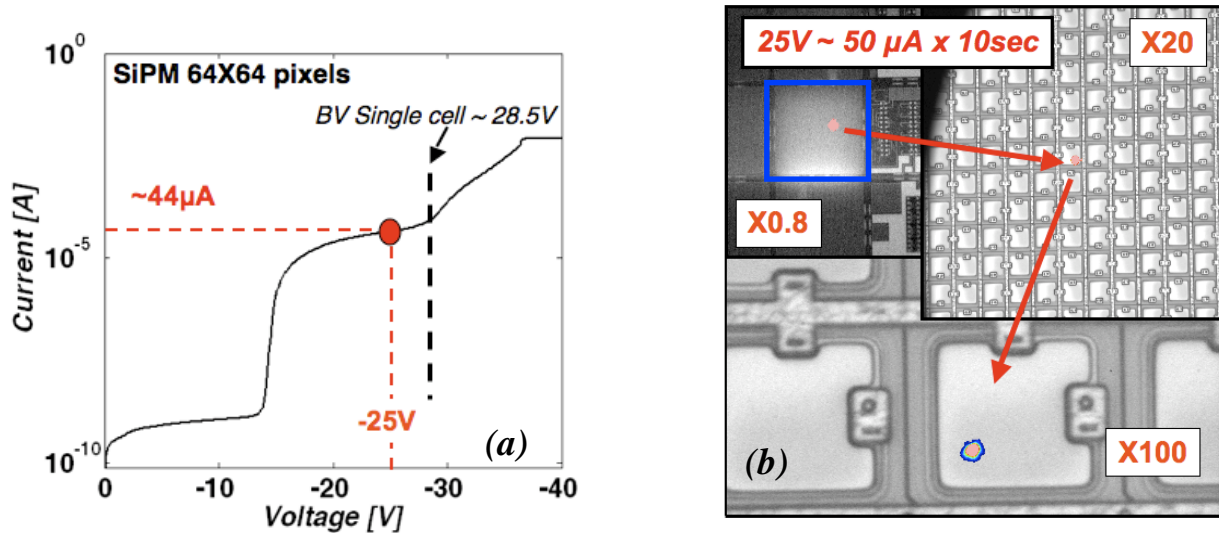 10^0
SiPM 64X64 pixels
BV Single cell ~ 28.5V
~44µA
Current [A]
10^-5
-25V
(a)
10^-10
0
-10
-20
-30
-40
Voltage [V]
25V ~ 50 µA x 10sec
X20
X0.8
X100
(b)